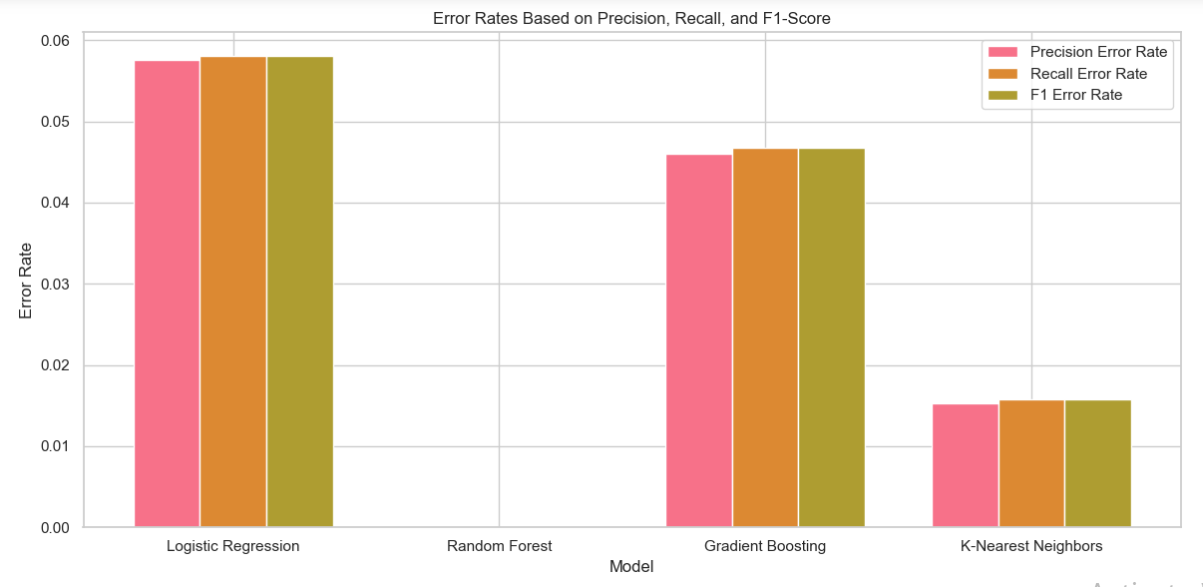 Error Rates Based on Precision, Recall, and F1-Score
Precision Error Rate
Recall Error Rate
F1 Error Rate
Error Rate
0.06
0.05
0.04
0.03
0.02
0.01
0.00
Logistic Regression
Random Forest
Gradient Boosting
K-Nearest Neighbors
Model